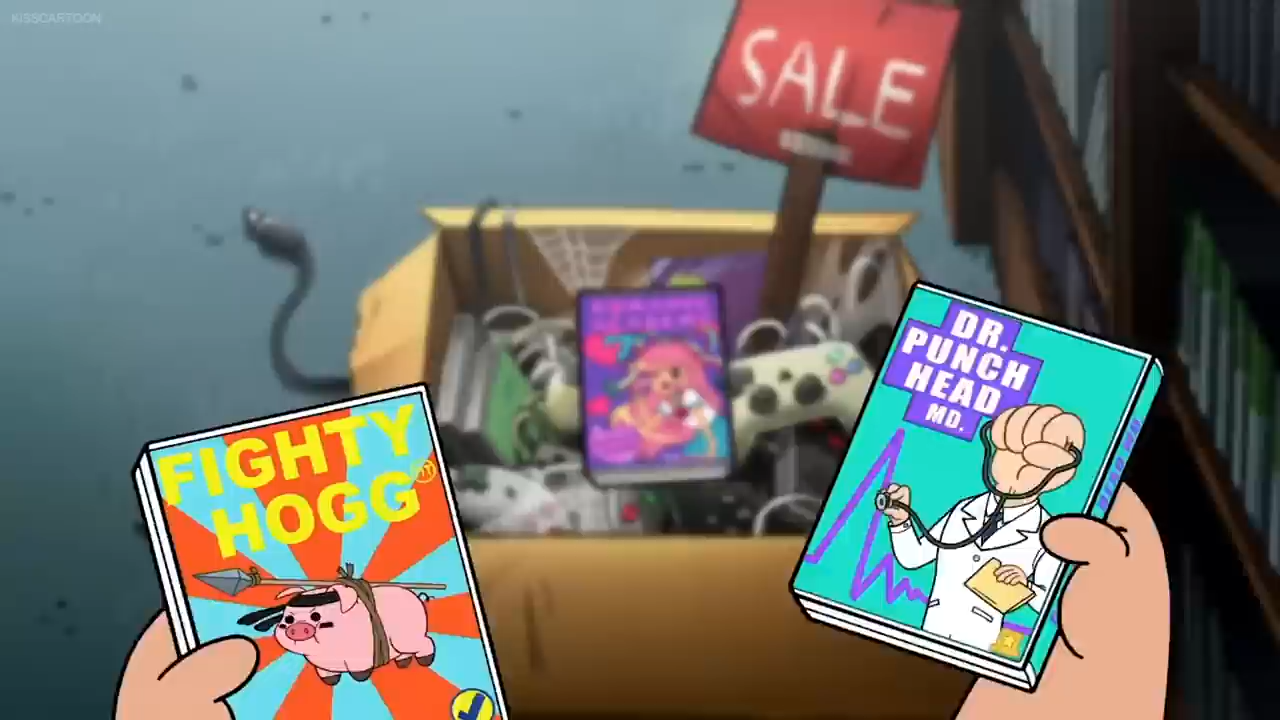 KISSCARTOON
SALE
FIGHTY
HOGG
DR.
PUNCH
HEAD
MD.